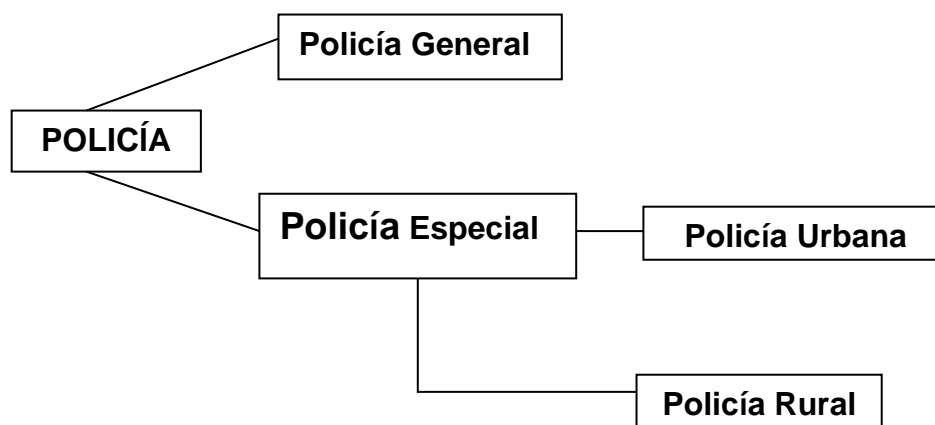 Policía General
POLICÍA
Policía Especial
Policía Urbana
Policía Rural